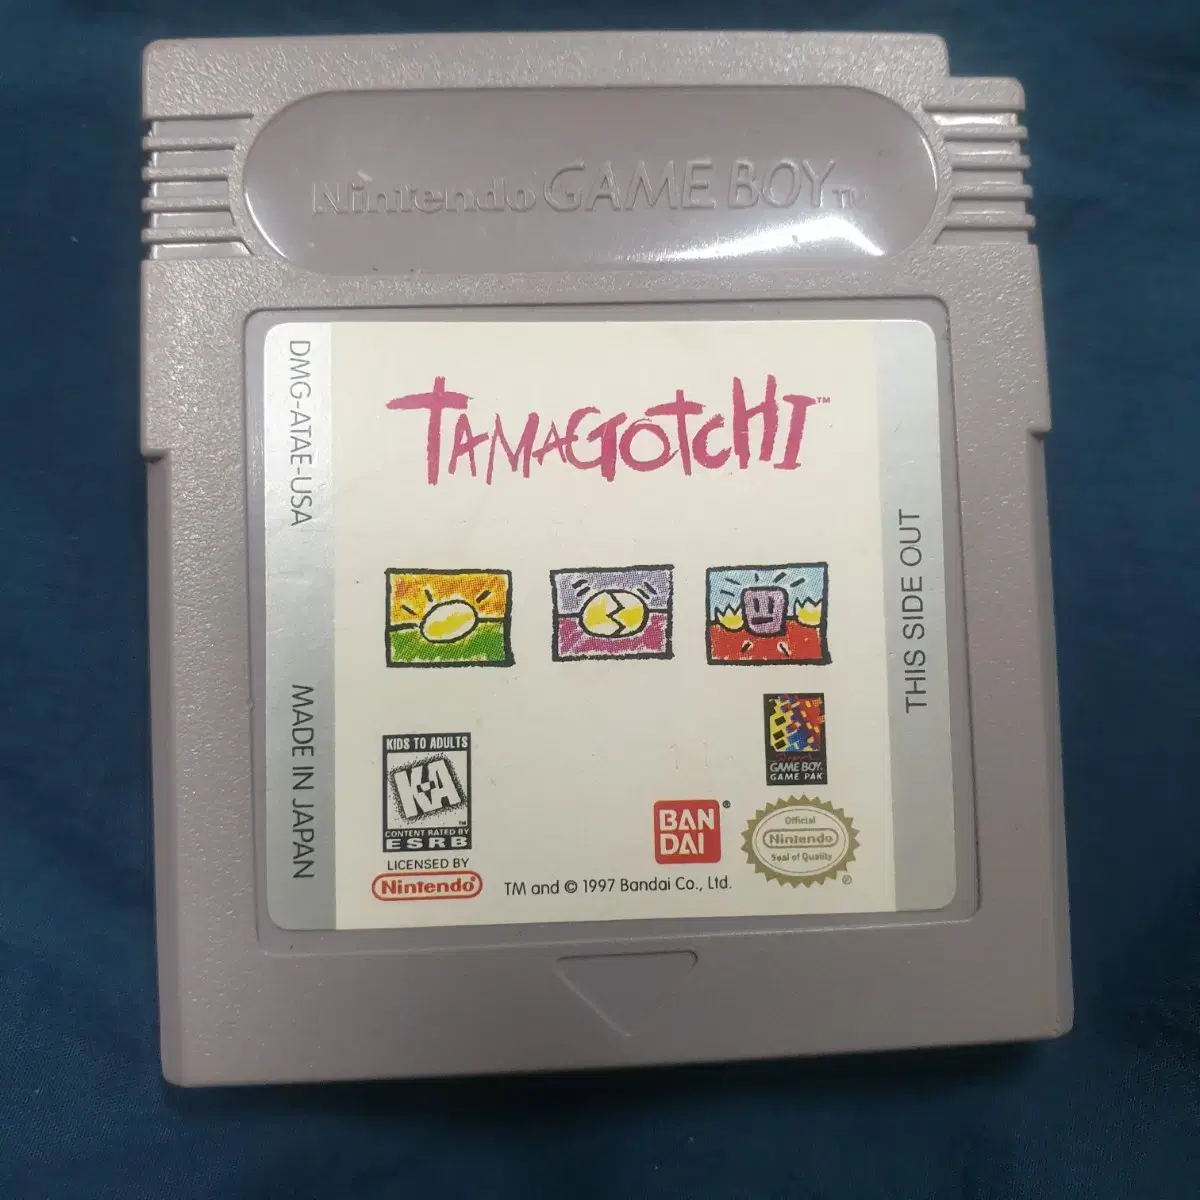 Nintendo GAME BOY TM
DMG-ATAE-USA
MADE IN JAPAN
TAMAGOTCHI™
THIS SIDE OUT
KIDS TO ADULTS
K-A
™
CONTENT RATED BY
ESRB
LICENSED BY
Nintendo®
Super
GAME BOY.
GAME PAK
BAN
DAI
®
Official
Nintendo
Seal of Quality
®
TM and © 1997 Bandai Co., Ltd.